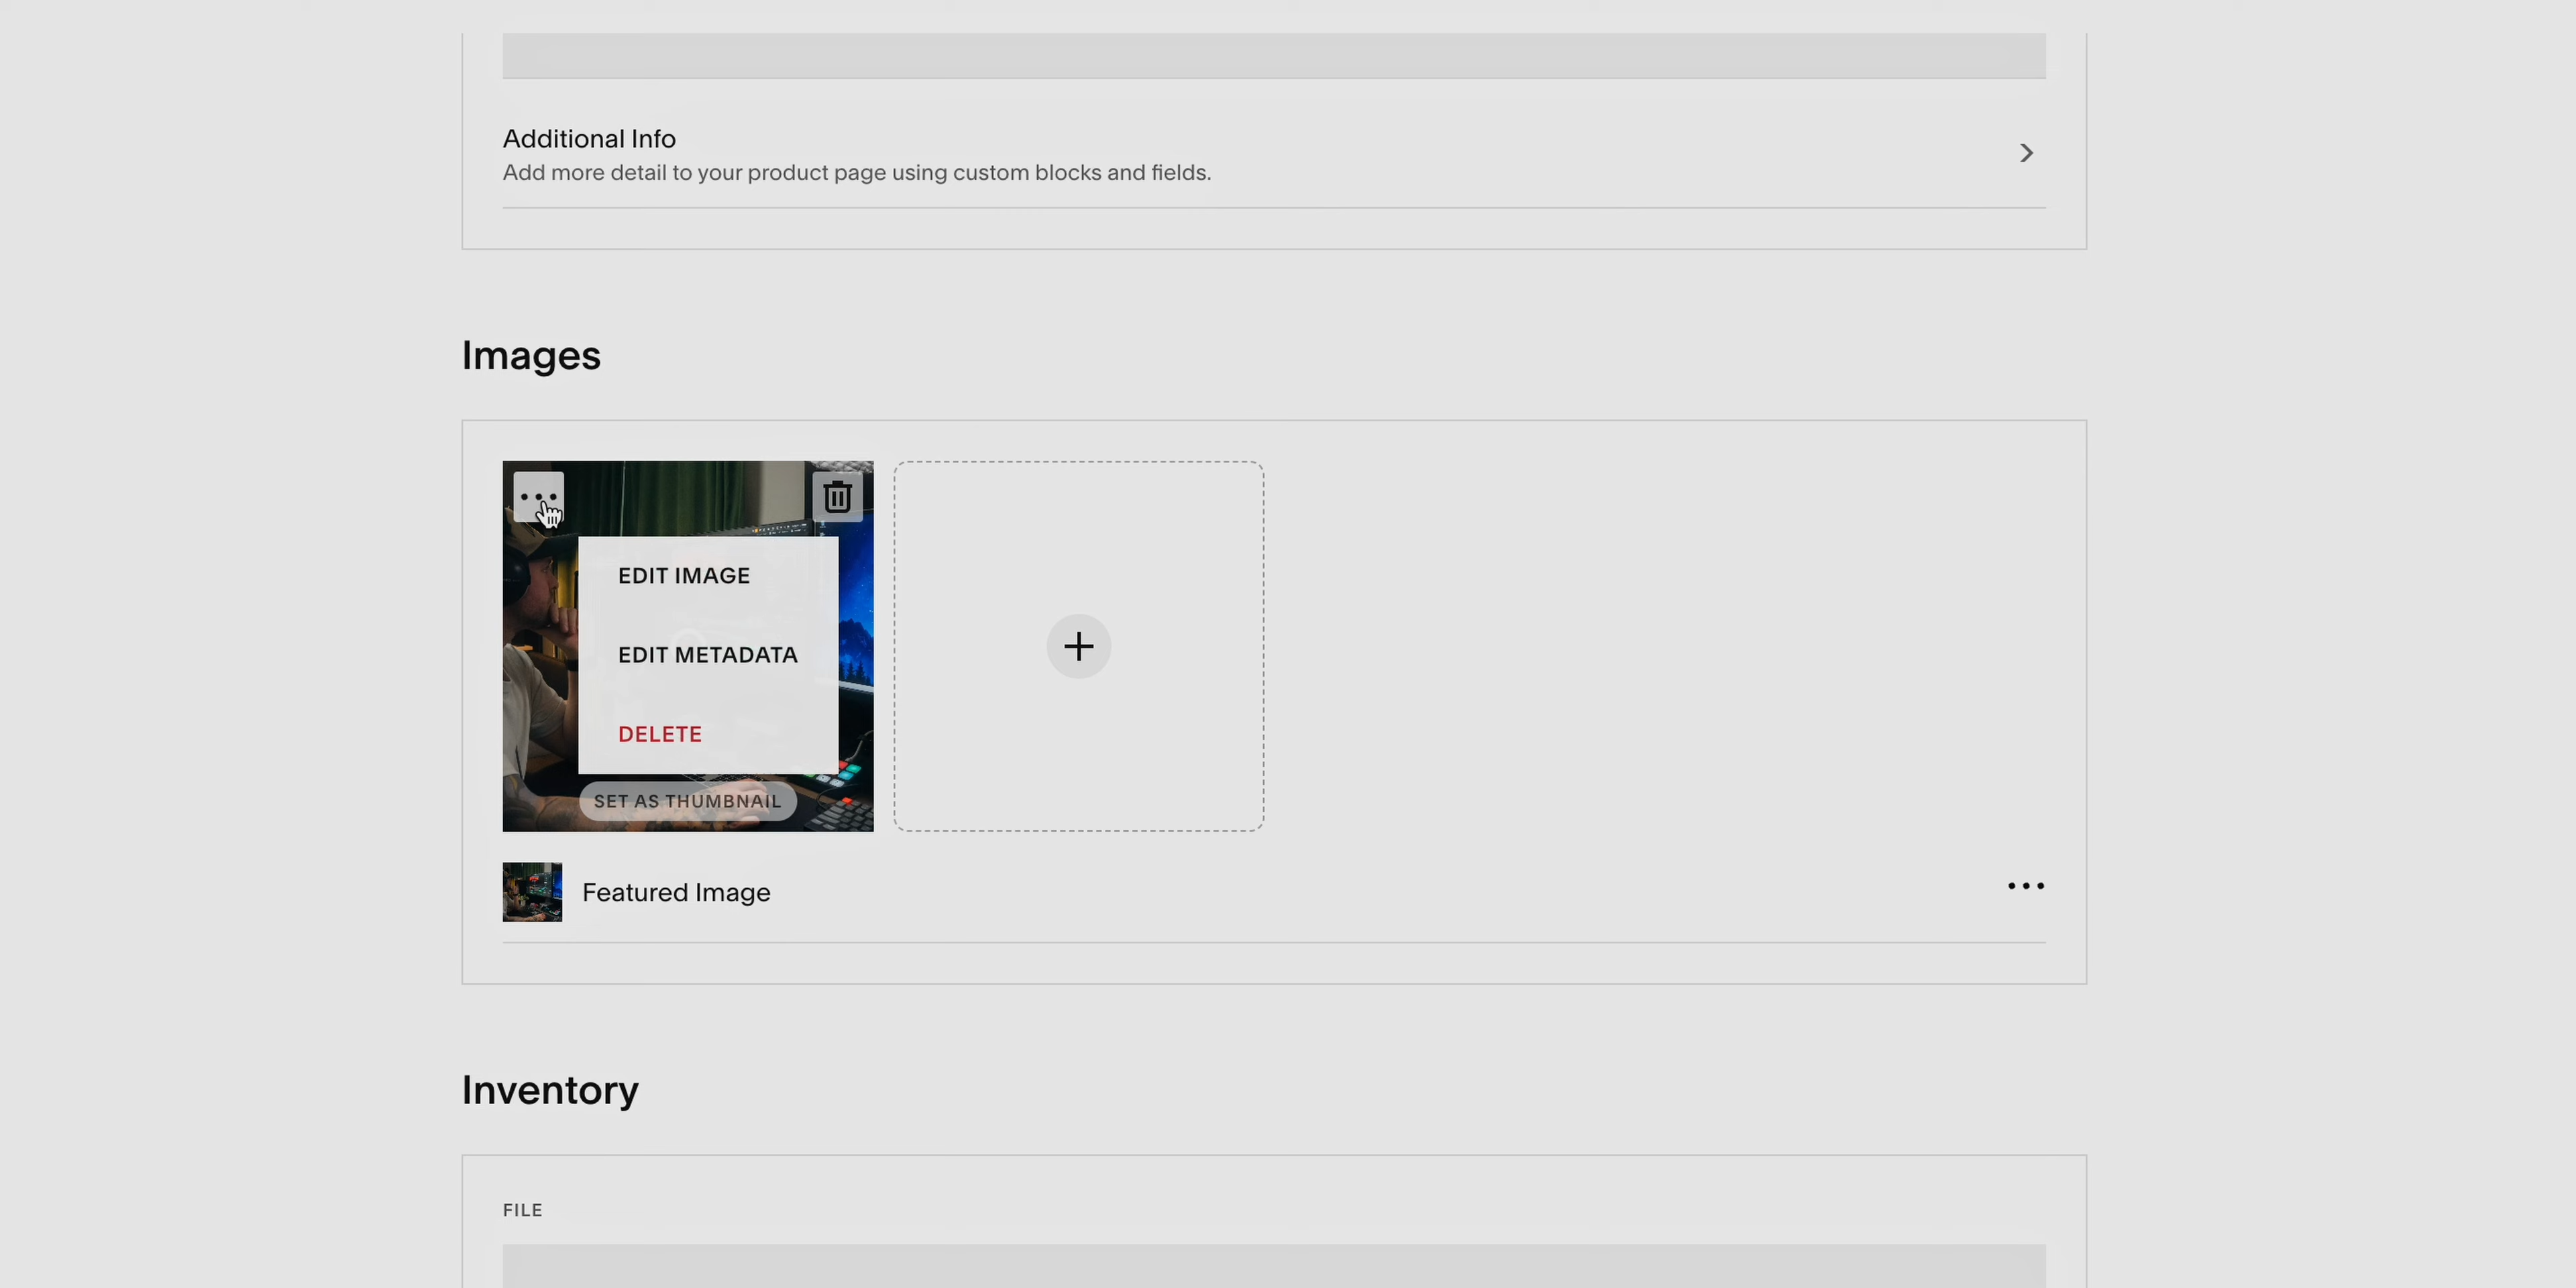 Additional Info
Add more detail to your product page using custom blocks and fields.
Images
EDIT IMAGE
EDIT METADATA
DELETE
SET AS THUMBNAIL
Featured Image
Inventory
FILE